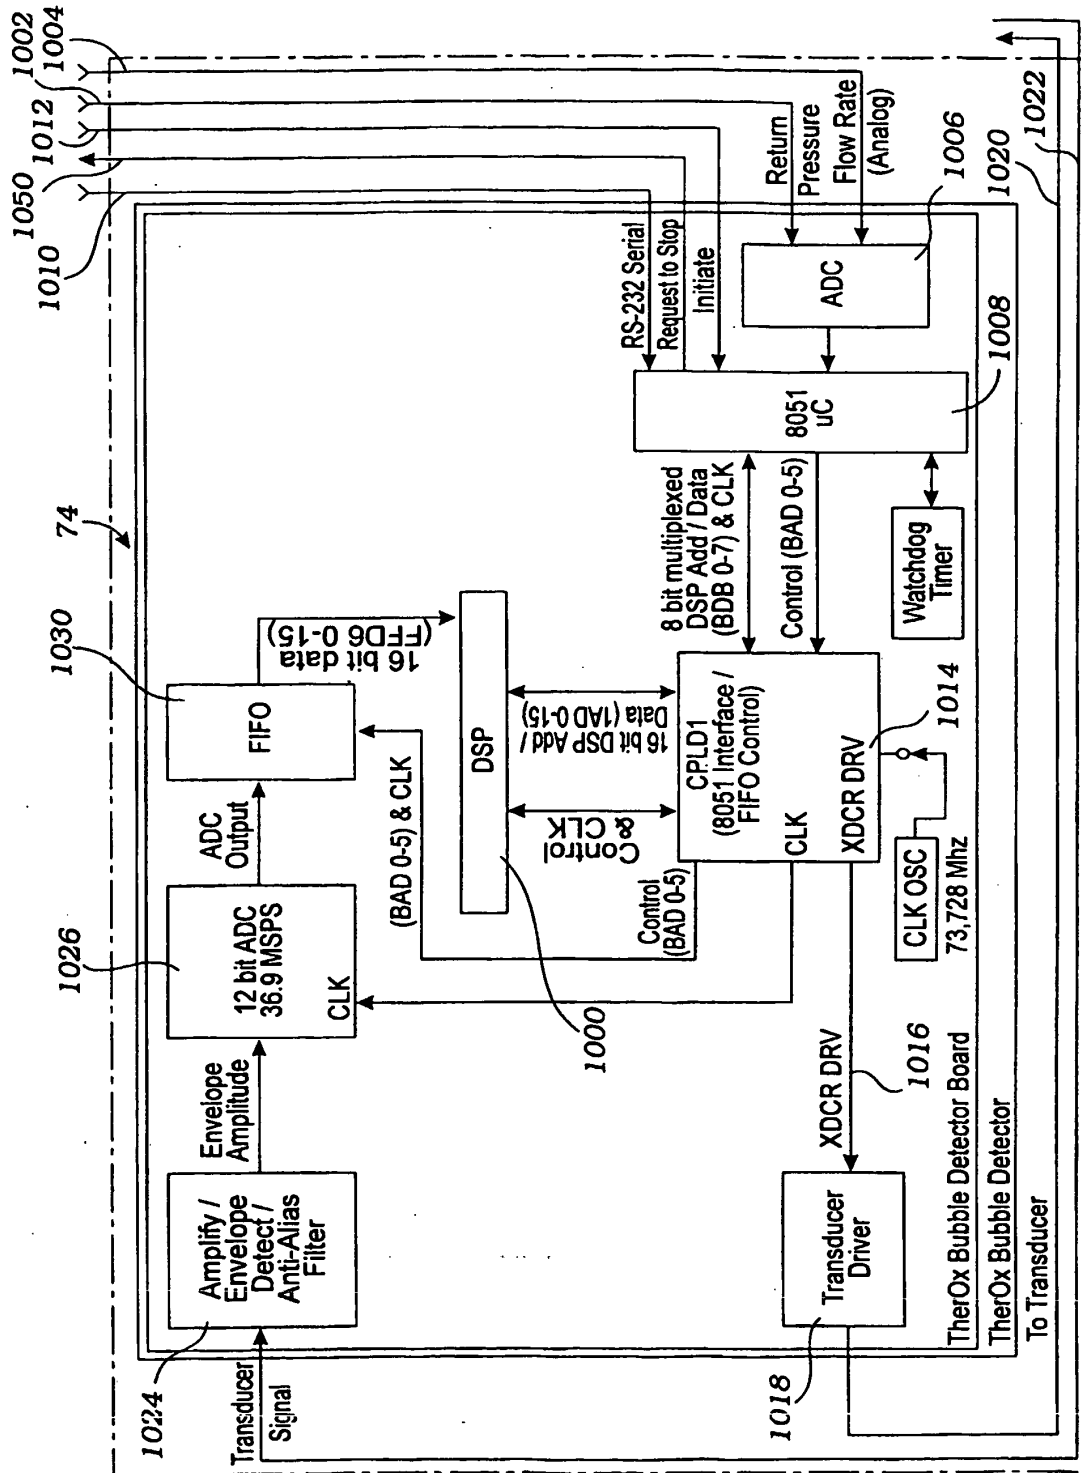 74
1010
1050
1012
1002
1004
Transducer
Signal
1024
Amplify /
Envelope
Detect /
Anti-Alias
Filter
Envelope
Amplitude
1026
12 bit ADC
36.9 MSPS
CLK
ADC
Output
1030
FIFO
16 bit data
(FFD6 0-15)
(BAD 0-5) & CLK
DSP
1000
Control
& CLK
16 bit DSP Add /
Data (1AD 0-15)
Control
(BAD 0-5)
CPLD1
(8051 Interface /
FIFO Control)
CLK
XDCR DRV
1014
8 bit multiplexed
DSP Add / Data
(BDB 0-7) & CLK
Control (BAD 0-5)
8051
uC
1008
RS-232 Serial
Request to Stop
Initiate
Return
Pressure
Flow Rate
(Analog)
ADC
1006
Watchdog
Timer
CLK OSC
73,728 Mhz
XDCR DRV
1016
Transducer
Driver
1018
TherOx Bubble Detector Board
TherOx Bubble Detector
To Transducer
1020
1022